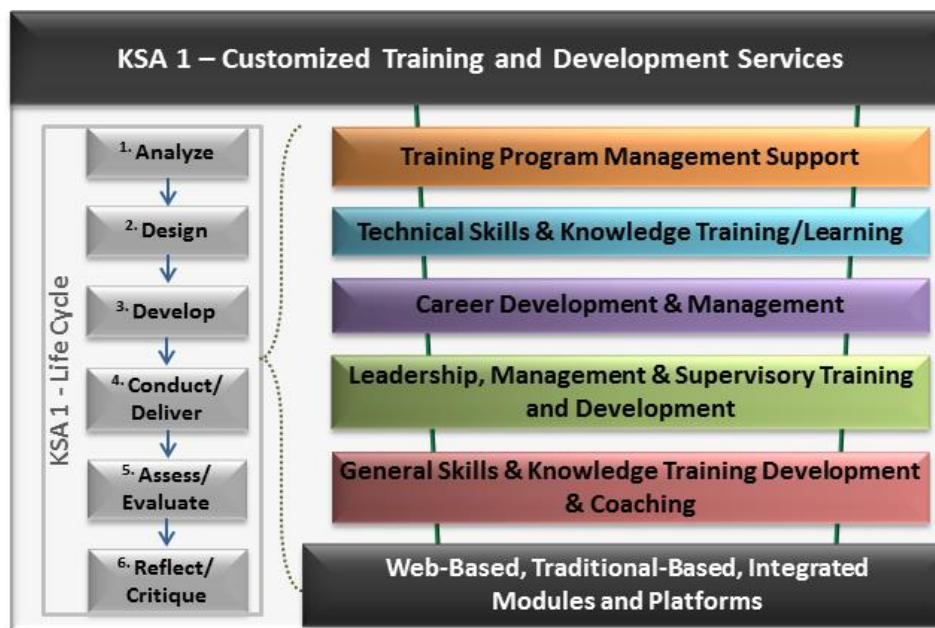 KSA 1 – Customized Training and Development Services
KSA 1 - Life Cycle
1. Analyze
2. Design
3. Develop
4. Conduct/
Deliver
5. Assess/
Evaluate
6. Reflect/
Critique
Training Program Management Support
Technical Skills & Knowledge Training/Learning
Career Development & Management
Leadership, Management & Supervisory Training
and Development
General Skills & Knowledge Training Development
& Coaching
Web-Based, Traditional-Based, Integrated
Modules and Platforms